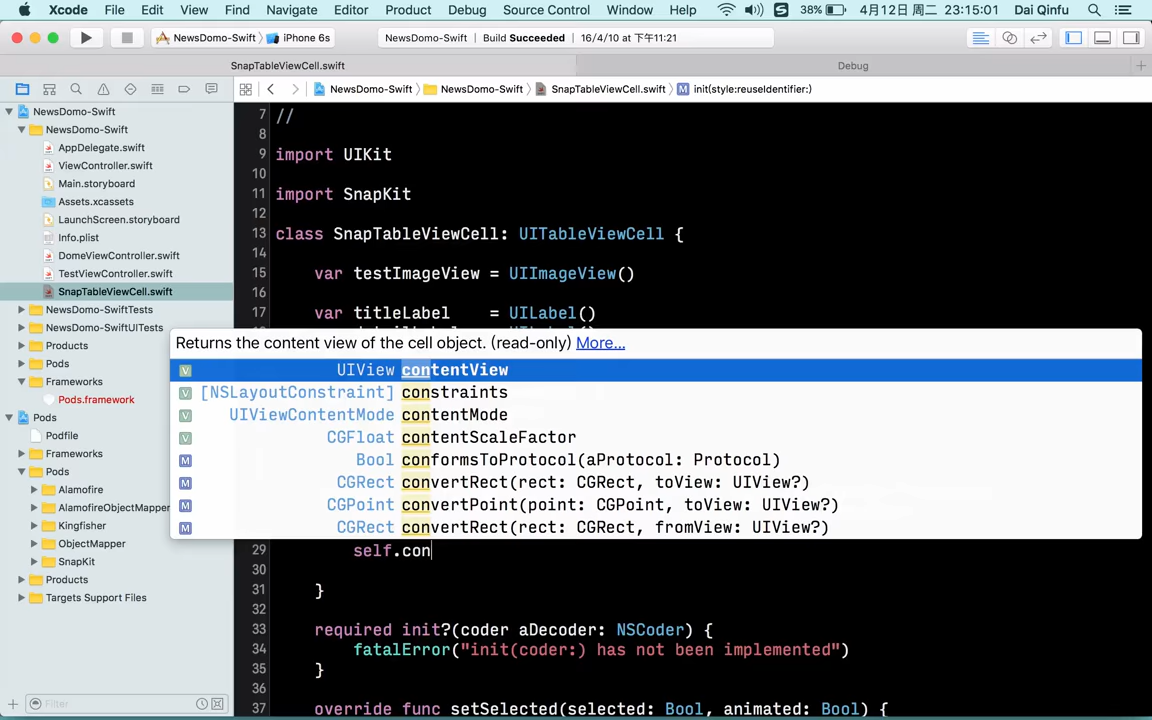 Xcode File Edit View Find Navigate Editor Product Debug Source Control Window Help 38% 4月12日 周二 23:15:01 Dai Qinfu
NewsDomo-Swift iPhone 6s NewsDomo-Swift Build Succeeded 16/4/10 at 下午11:21
SnapTableViewCell.swift Debug
NewsDomo-Swift NewsDomo-Swift SnapTableViewCell.swift M init(style:reuseIdentifier:)
NewsDomo-Swift
NewsDomo-Swift
AppDelegate.swift
ViewController.swift
Main.storyboard
Assets.xcassets
LaunchScreen.storyboard
Info.plist
DomeViewController.swift
TestViewController.swift
SnapTableViewCell.swift
NewsDomo-SwiftTests
NewsDomo-SwiftUITests
Products
Pods
Frameworks
Pods.framework
Pods
Podfile
Frameworks
Pods
Alamofire
AlamofireObjectMapper
Kingfisher
ObjectMapper
SnapKit
Products
Targets Support Files
Filter
7 //
8
9 import UIKit
10
11 import SnapKit
12
13 class SnapTableViewCell: UITableViewCell {
14
15 var testImageView = UIImageView()
16
17 var titleLabel = UILabel()
Returns the content view of the cell object. (read-only) More...
V UIView contentView
V [NSLayoutConstraint] constraints
V UIViewContentMode contentMode
V CGFloat contentScaleFactor
M Bool conformsToProtocol(aProtocol: Protocol)
M CGRect convertRect(rect: CGRect, toView: UIView?)
M CGPoint convertPoint(point: CGPoint, toView: UIView?)
M CGRect convertRect(rect: CGRect, fromView: UIView?)
29 self.con
30
31 }
32
33 required init?(coder aDecoder: NSCoder) {
34 fatalError("init(coder:) has not been implemented")
35 }
36
37 override func setSelected(selected: Bool, animated: Bool) {